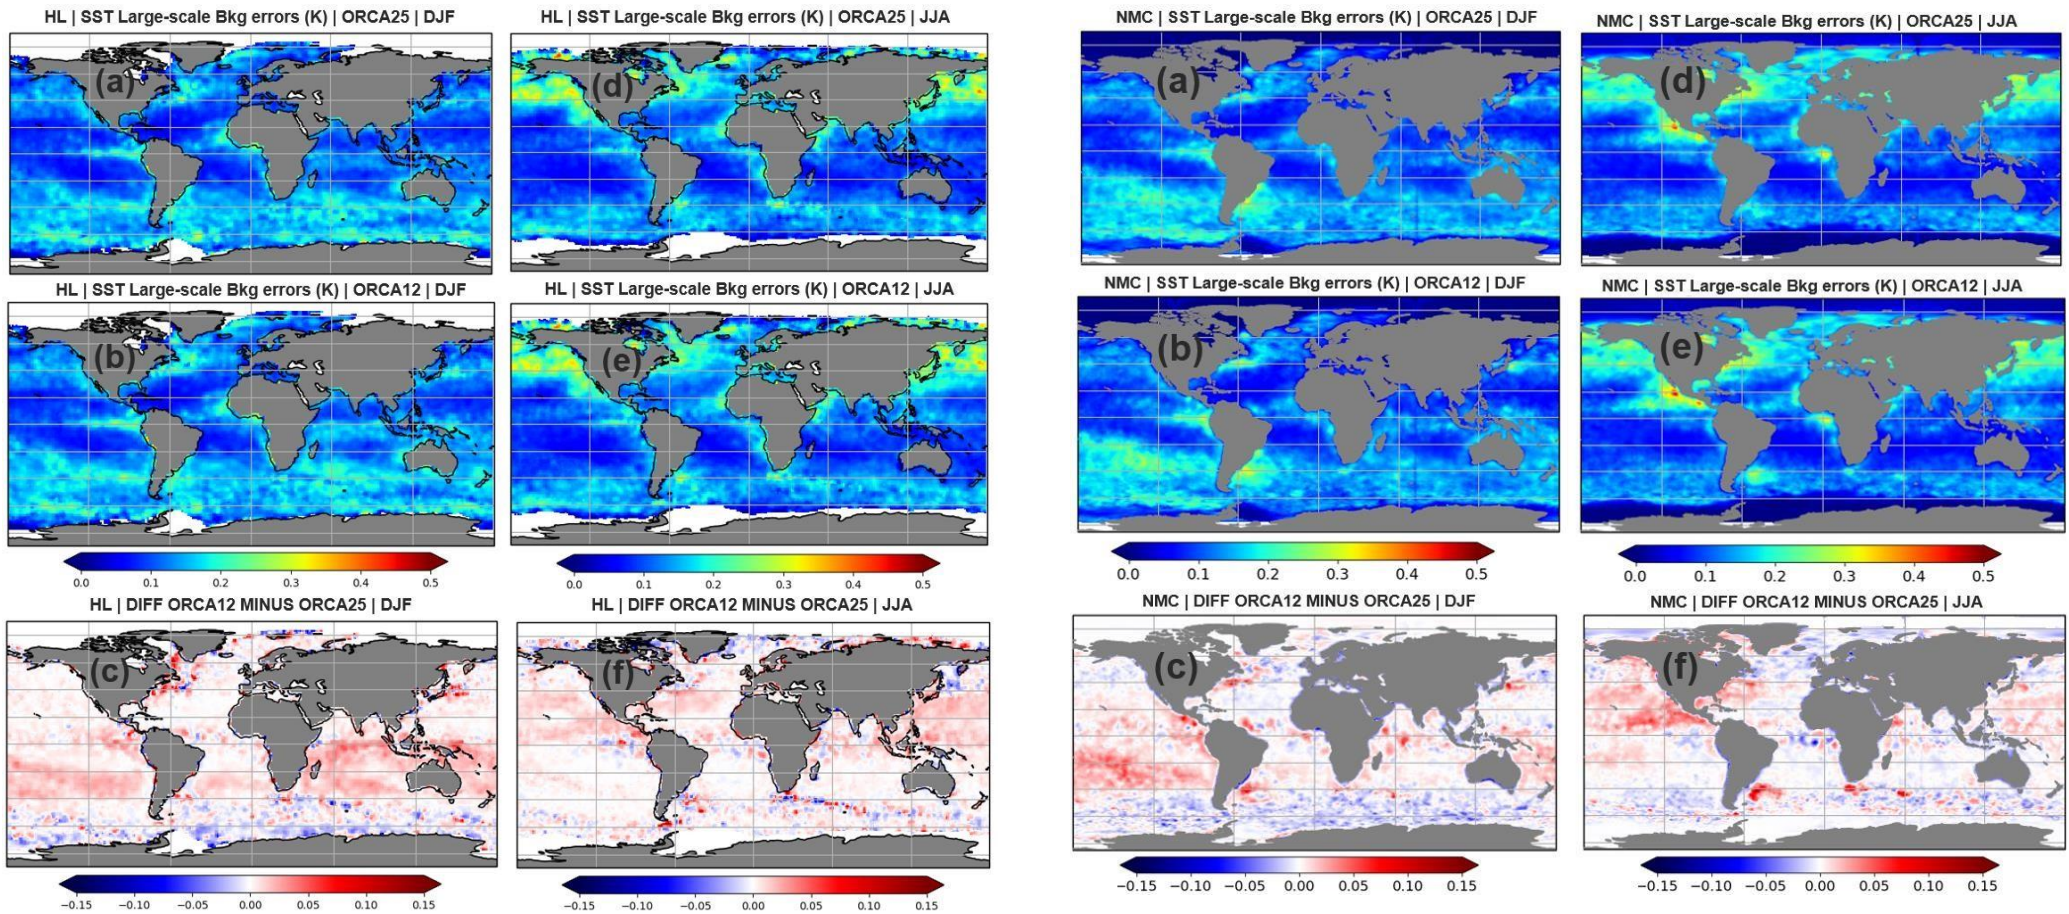 HL | SST Large-scale Bkg errors (K) | ORCA25 | DJF
HL | SST Large-scale Bkg errors (K) | ORCA25 | JJA
(a)
(d)
HL | SST Large-scale Bkg errors (K) | ORCA12 | DJF
HL | SST Large-scale Bkg errors (K) | ORCA12 | JJA
(b)
(e)
0.0 0.1 0.2 0.3 0.4 0.5
0.0 0.1 0.2 0.3 0.4 0.5
HL | DIFF ORCA12 MINUS ORCA25 | DJF
HL | DIFF ORCA12 MINUS ORCA25 | JJA
(c)
(f)
−0.15 −0.10 −0.05 0.00 0.05 0.10 0.15
−0.15 −0.10 −0.05 0.00 0.05 0.10 0.15
NMC | SST Large-scale Bkg errors (K) | ORCA25 | DJF
NMC | SST Large-scale Bkg errors (K) | ORCA25 | JJA
(a)
(d)
NMC | SST Large-scale Bkg errors (K) | ORCA12 | DJF
NMC | SST Large-scale Bkg errors (K) | ORCA12 | JJA
(b)
(e)
0.0 0.1 0.2 0.3 0.4 0.5
0.0 0.1 0.2 0.3 0.4 0.5
NMC | DIFF ORCA12 MINUS ORCA25 | DJF
NMC | DIFF ORCA12 MINUS ORCA25 | JJA
(c)
(f)
−0.15 −0.10 −0.05 0.00 0.05 0.10 0.15
−0.15 −0.10 −0.05 0.00 0.05 0.10 0.15